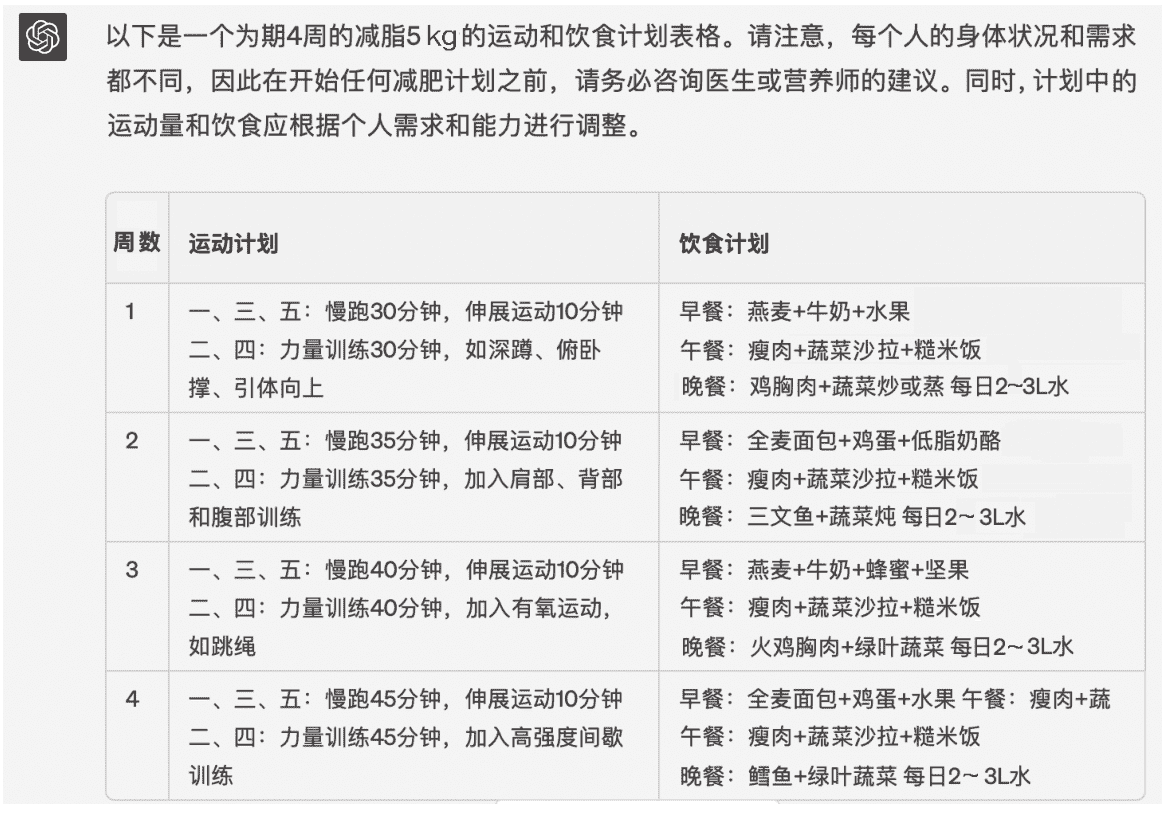 以下是一个为期4周的减脂5 kg的运动和饮食计划表格。请注意，每个人的身体状况和需求
都不同，因此在开始任何减肥计划之前，请务必咨询医生或营养师的建议。同时，计划中的
运动量和饮食应根据个人需求和能力进行调整。
周数 运动计划 饮食计划
1
一、三、五：慢跑30分钟，伸展运动10分钟
二、四：力量训练30分钟，如深蹲、俯卧
撑、引体向上
早餐：燕麦+牛奶+水果
午餐：瘦肉+蔬菜沙拉+糙米饭
晚餐：鸡胸肉+蔬菜炒或蒸 每日2~3L水
2
一、三、五：慢跑35分钟，伸展运动10分钟
二、四：力量训练35分钟，加入肩部、背部
和腹部训练
早餐：全麦面包+鸡蛋+低脂奶酪
午餐：瘦肉+蔬菜沙拉+糙米饭
晚餐：三文鱼+蔬菜炖 每日2~3L水
3
一、三、五：慢跑40分钟，伸展运动10分钟
二、四：力量训练40分钟，加入有氧运动，
如跳绳
早餐：燕麦+牛奶+蜂蜜+坚果
午餐：瘦肉+蔬菜沙拉+糙米饭
晚餐：火鸡胸肉+绿叶蔬菜 每日2~3L水
4
一、三、五：慢跑45分钟，伸展运动10分钟
二、四：力量训练45分钟，加入高强度间歇
训练
早餐：全麦面包+鸡蛋+水果 午餐：瘦肉+蔬
午餐：瘦肉+蔬菜沙拉+糙米饭
晚餐：鳕鱼+绿叶蔬菜 每日2~3L水